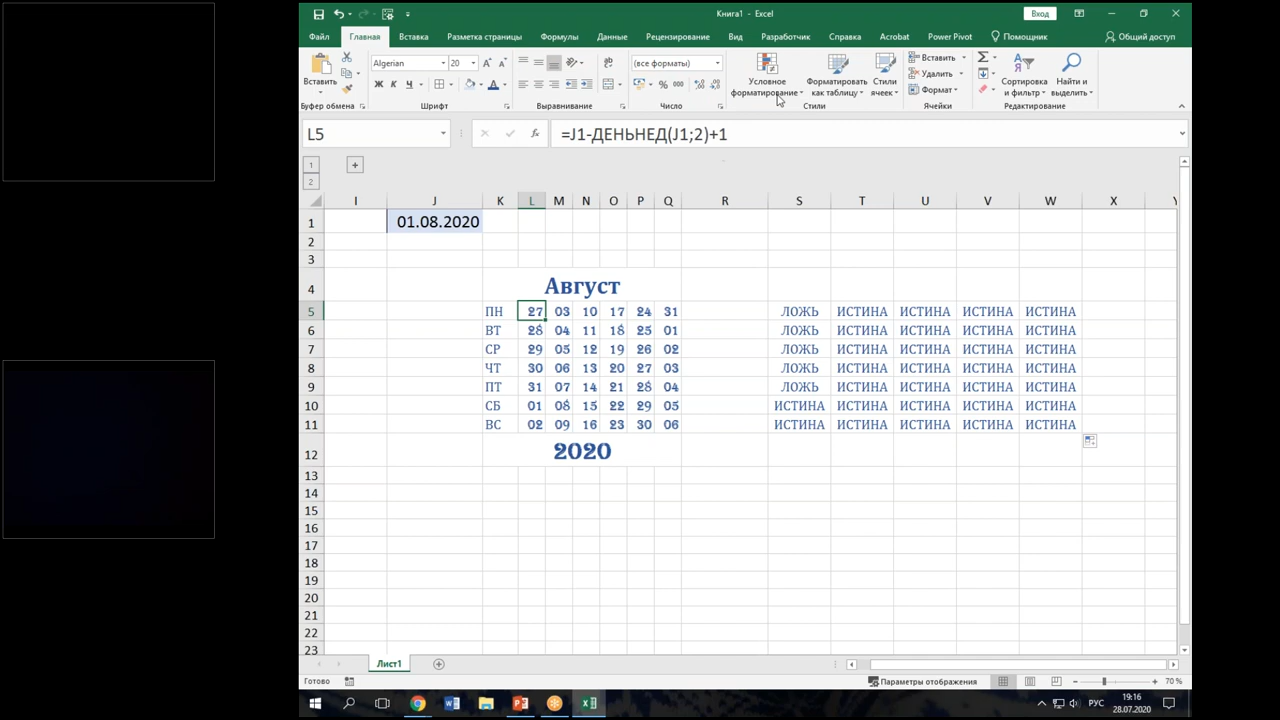 Книга1 - Excel
Вход
Файл Главная Вставка Разметка страницы Формулы Данные Рецензирование Вид Разработчик Справка Acrobat Power Pivot Помощник Общий доступ
Вставить
Буфер обмена
Algerian 20
Ж К Ч
Шрифт
Выравнивание
(все форматы)
% 000
Число
Условное форматирование
Форматировать как таблицу
Стили ячеек
Стили
Вставить
Удалить
Формат
Ячейки
Сортировка и фильтр
Найти и выделить
Редактирование
L5 fx =J1-ДЕНЬНЕД(J1;2)+1
1
2
I J K L M N O P Q R S T U V W X Y
1 01.08.2020
2
3
4 Август
5 ПН 27 03 10 17 24 31 ЛОЖЬ ИСТИНА ИСТИНА ИСТИНА ИСТИНА
6 ВТ 28 04 11 18 25 01 ЛОЖЬ ИСТИНА ИСТИНА ИСТИНА ИСТИНА
7 СР 29 05 12 19 26 02 ЛОЖЬ ИСТИНА ИСТИНА ИСТИНА ИСТИНА
8 ЧТ 30 06 13 20 27 03 ЛОЖЬ ИСТИНА ИСТИНА ИСТИНА ИСТИНА
9 ПТ 31 07 14 21 28 04 ЛОЖЬ ИСТИНА ИСТИНА ИСТИНА ИСТИНА
10 СБ 01 08 15 22 29 05 ИСТИНА ИСТИНА ИСТИНА ИСТИНА ИСТИНА
11 ВС 02 09 16 23 30 06 ИСТИНА ИСТИНА ИСТИНА ИСТИНА ИСТИНА
12 2020
13
14
15
16
17
18
19
20
21
22
23
Лист1
Готово Параметры отображения 70 %
РУС 19:16
28.07.2020